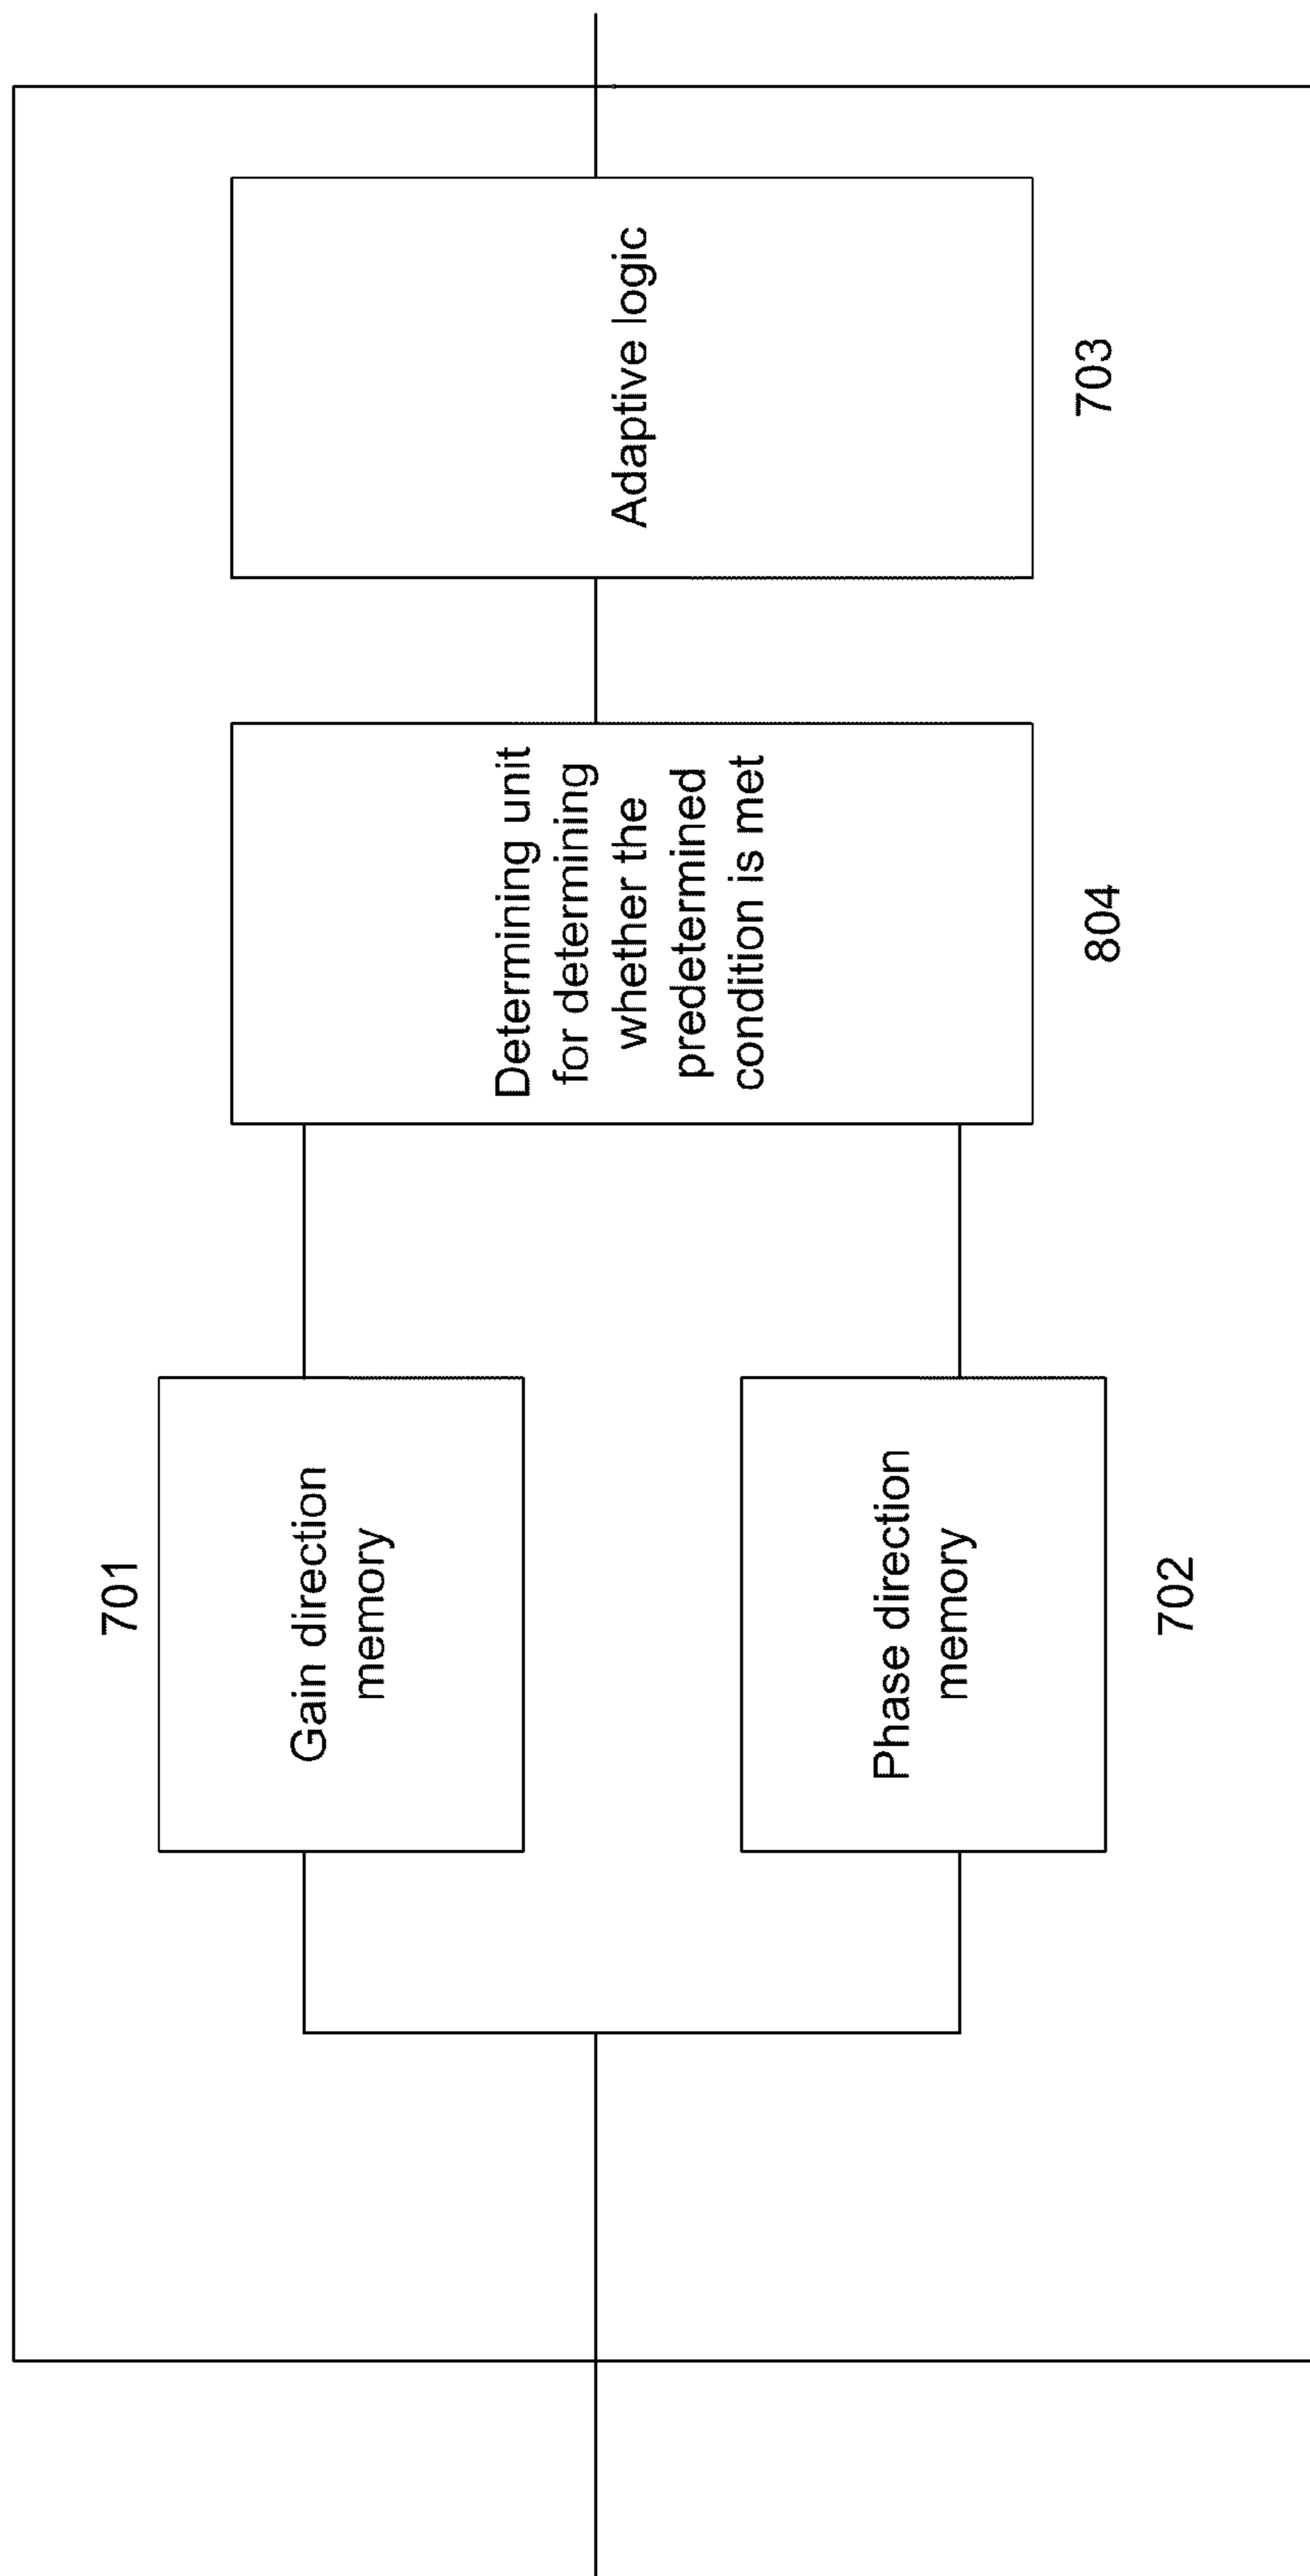 701
Gain direction
memory
Phase direction
memory
702
Determining unit
for determining
whether the
predetermined
condition is met
804
Adaptive logic
703